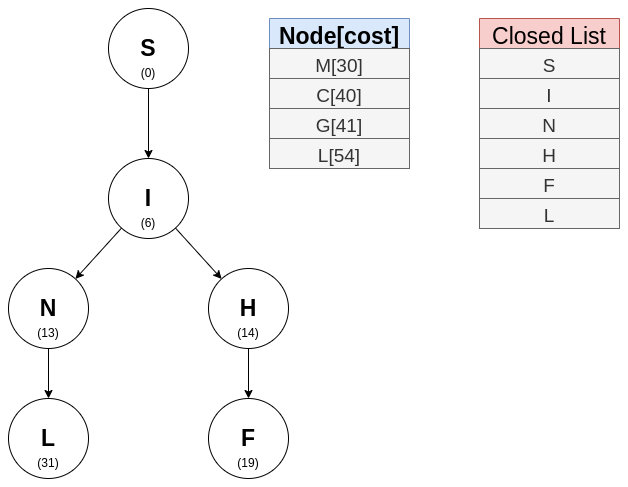 S
(0)
I
(6)
N
(13)
H
(14)
L
(31)
F
(19)
Node[cost]
M[30]
C[40]
G[41]
L[54]
Closed List
S
I
N
H
F
L